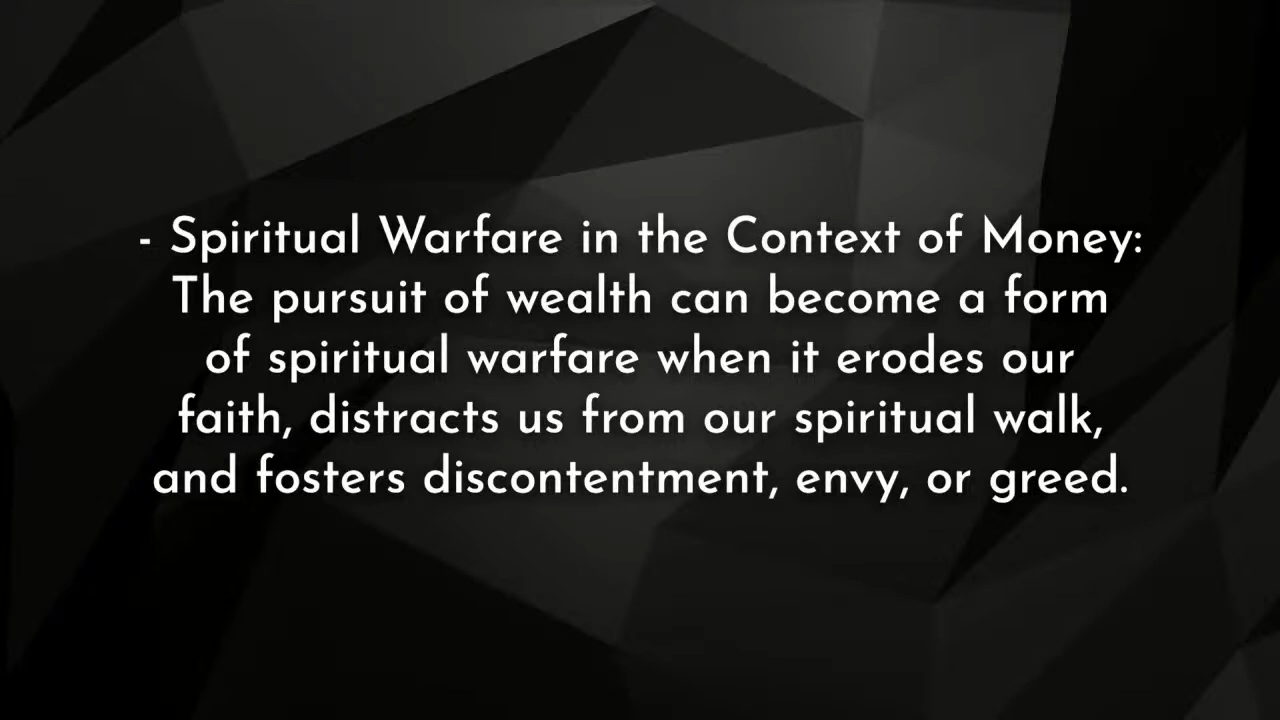 - Spiritual Warfare in the Context of Money:
The pursuit of wealth can become a form
of spiritual warfare when it erodes our
faith, distracts us from our spiritual walk,
and fosters discontentment, envy, or greed.